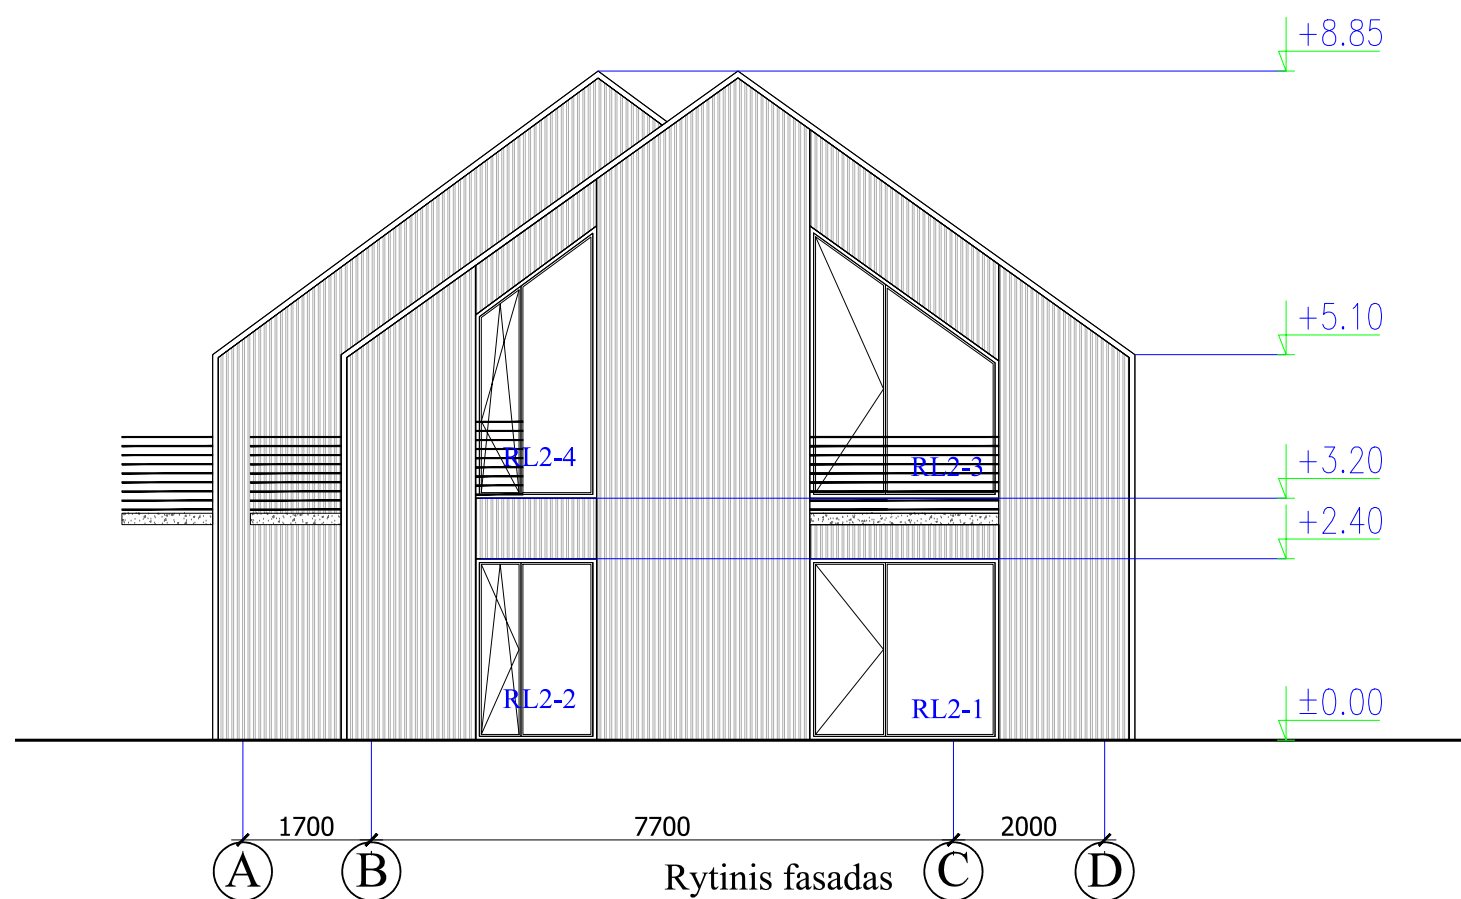 +8.85
+5.10
+3.20
+2.40
±0.00
RL2-4
RL2-3
RL2-2
RL2-1
1700 7700 2000
A B C D
Rytinis fasadas